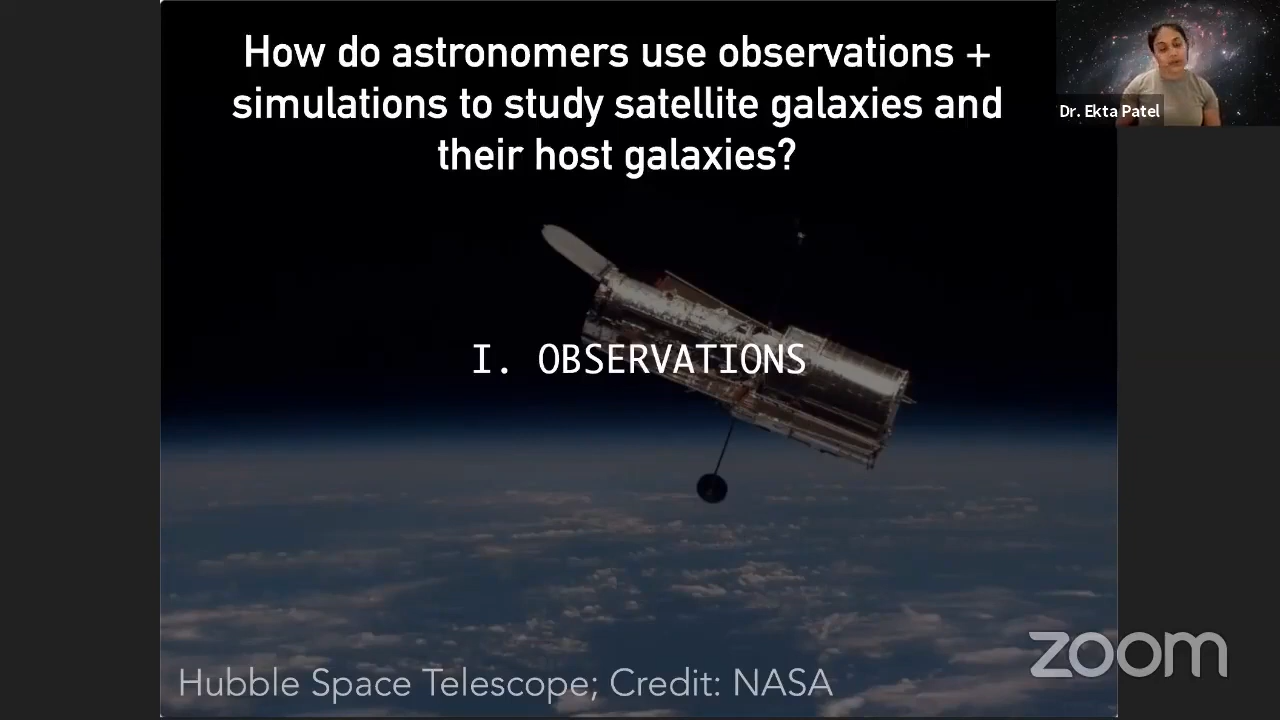 How do astronomers use observations +
simulations to study satellite galaxies and
their host galaxies?
Dr. Ekta Patel
I. OBSERVATIONS
zoom
Hubble Space Telescope; Credit: NASA